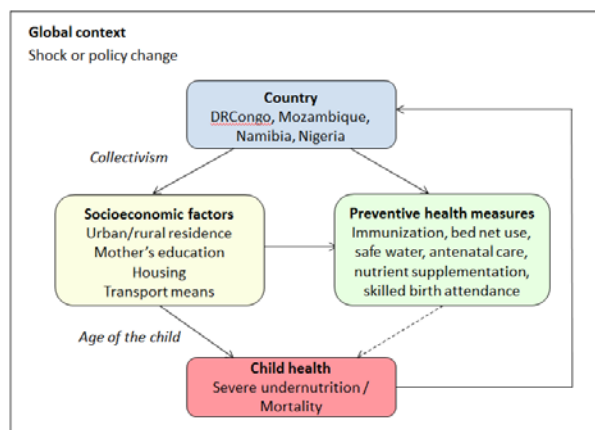 Global context
Shock or policy change
Country
DRCongo, Mozambique,
Namibia, Nigeria
Collectivism
Socioeconomic factors
Urban/rural residence
Mother's education
Housing
Transport means
Preventive health measures
Immunization, bed net use,
safe water, antenatal care,
nutrient supplementation,
skilled birth attendance
Age of the child
Child health
Severe undernutrition /
Mortality